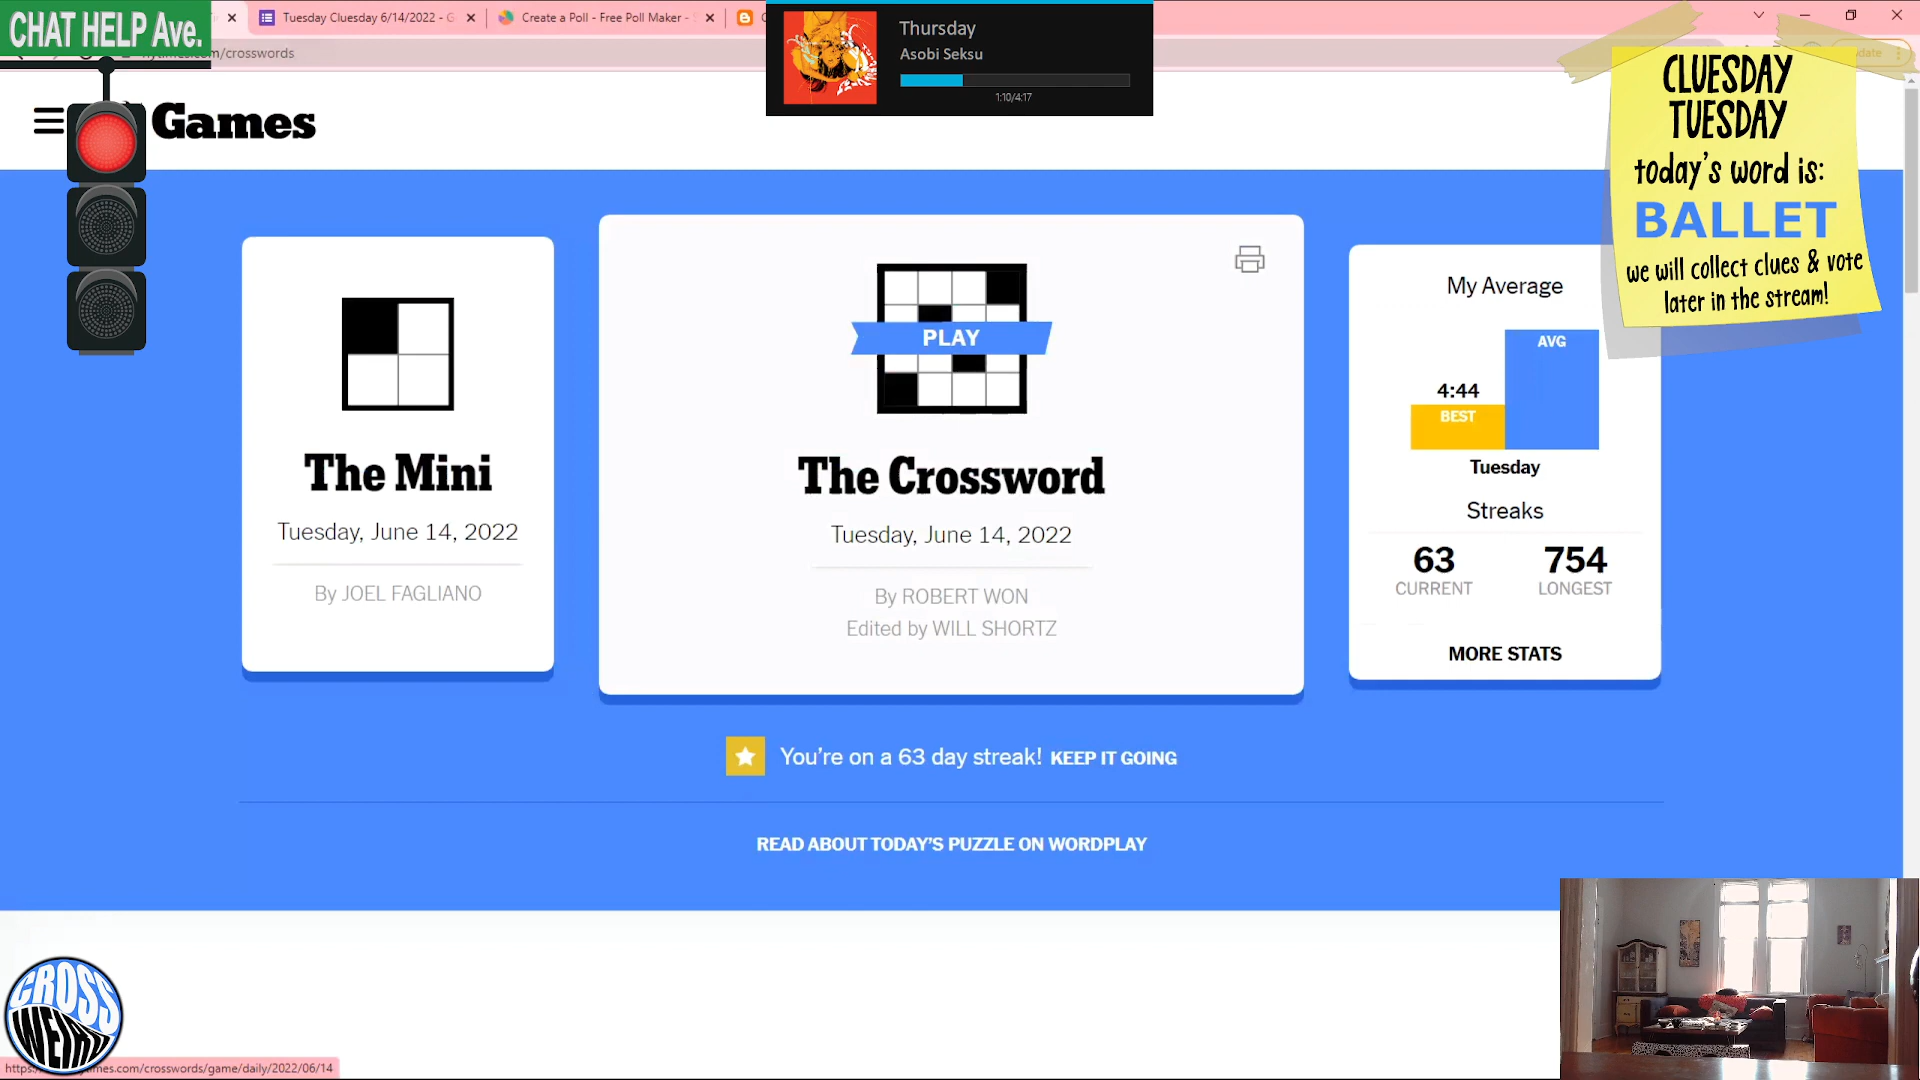 CHAT HELP Ave.
Tuesday Cluesday 6/14/2022 - G
Create a Poll - Free Poll Maker -
.com/crosswords
Thursday
Asobi Seksu
1:10/4:17
CLUESDAY
TUESDAY
today's word is:
BALLET
we will collect clues & vote
later in the stream!
Games
The Mini
Tuesday, June 14, 2022
By JOEL FAGLIANO
PLAY
The Crossword
Tuesday, June 14, 2022
By ROBERT WON
Edited by WILL SHORTZ
My Average
AVG
4:44
BEST
Tuesday
Streaks
63
754
CURRENT
LONGEST
MORE STATS
You're on a 63 day streak! KEEP IT GOING
READ ABOUT TODAY'S PUZZLE ON WORDPLAY
CROSS
WEIRD
times.com/crosswords/game/daily/2022/06/14